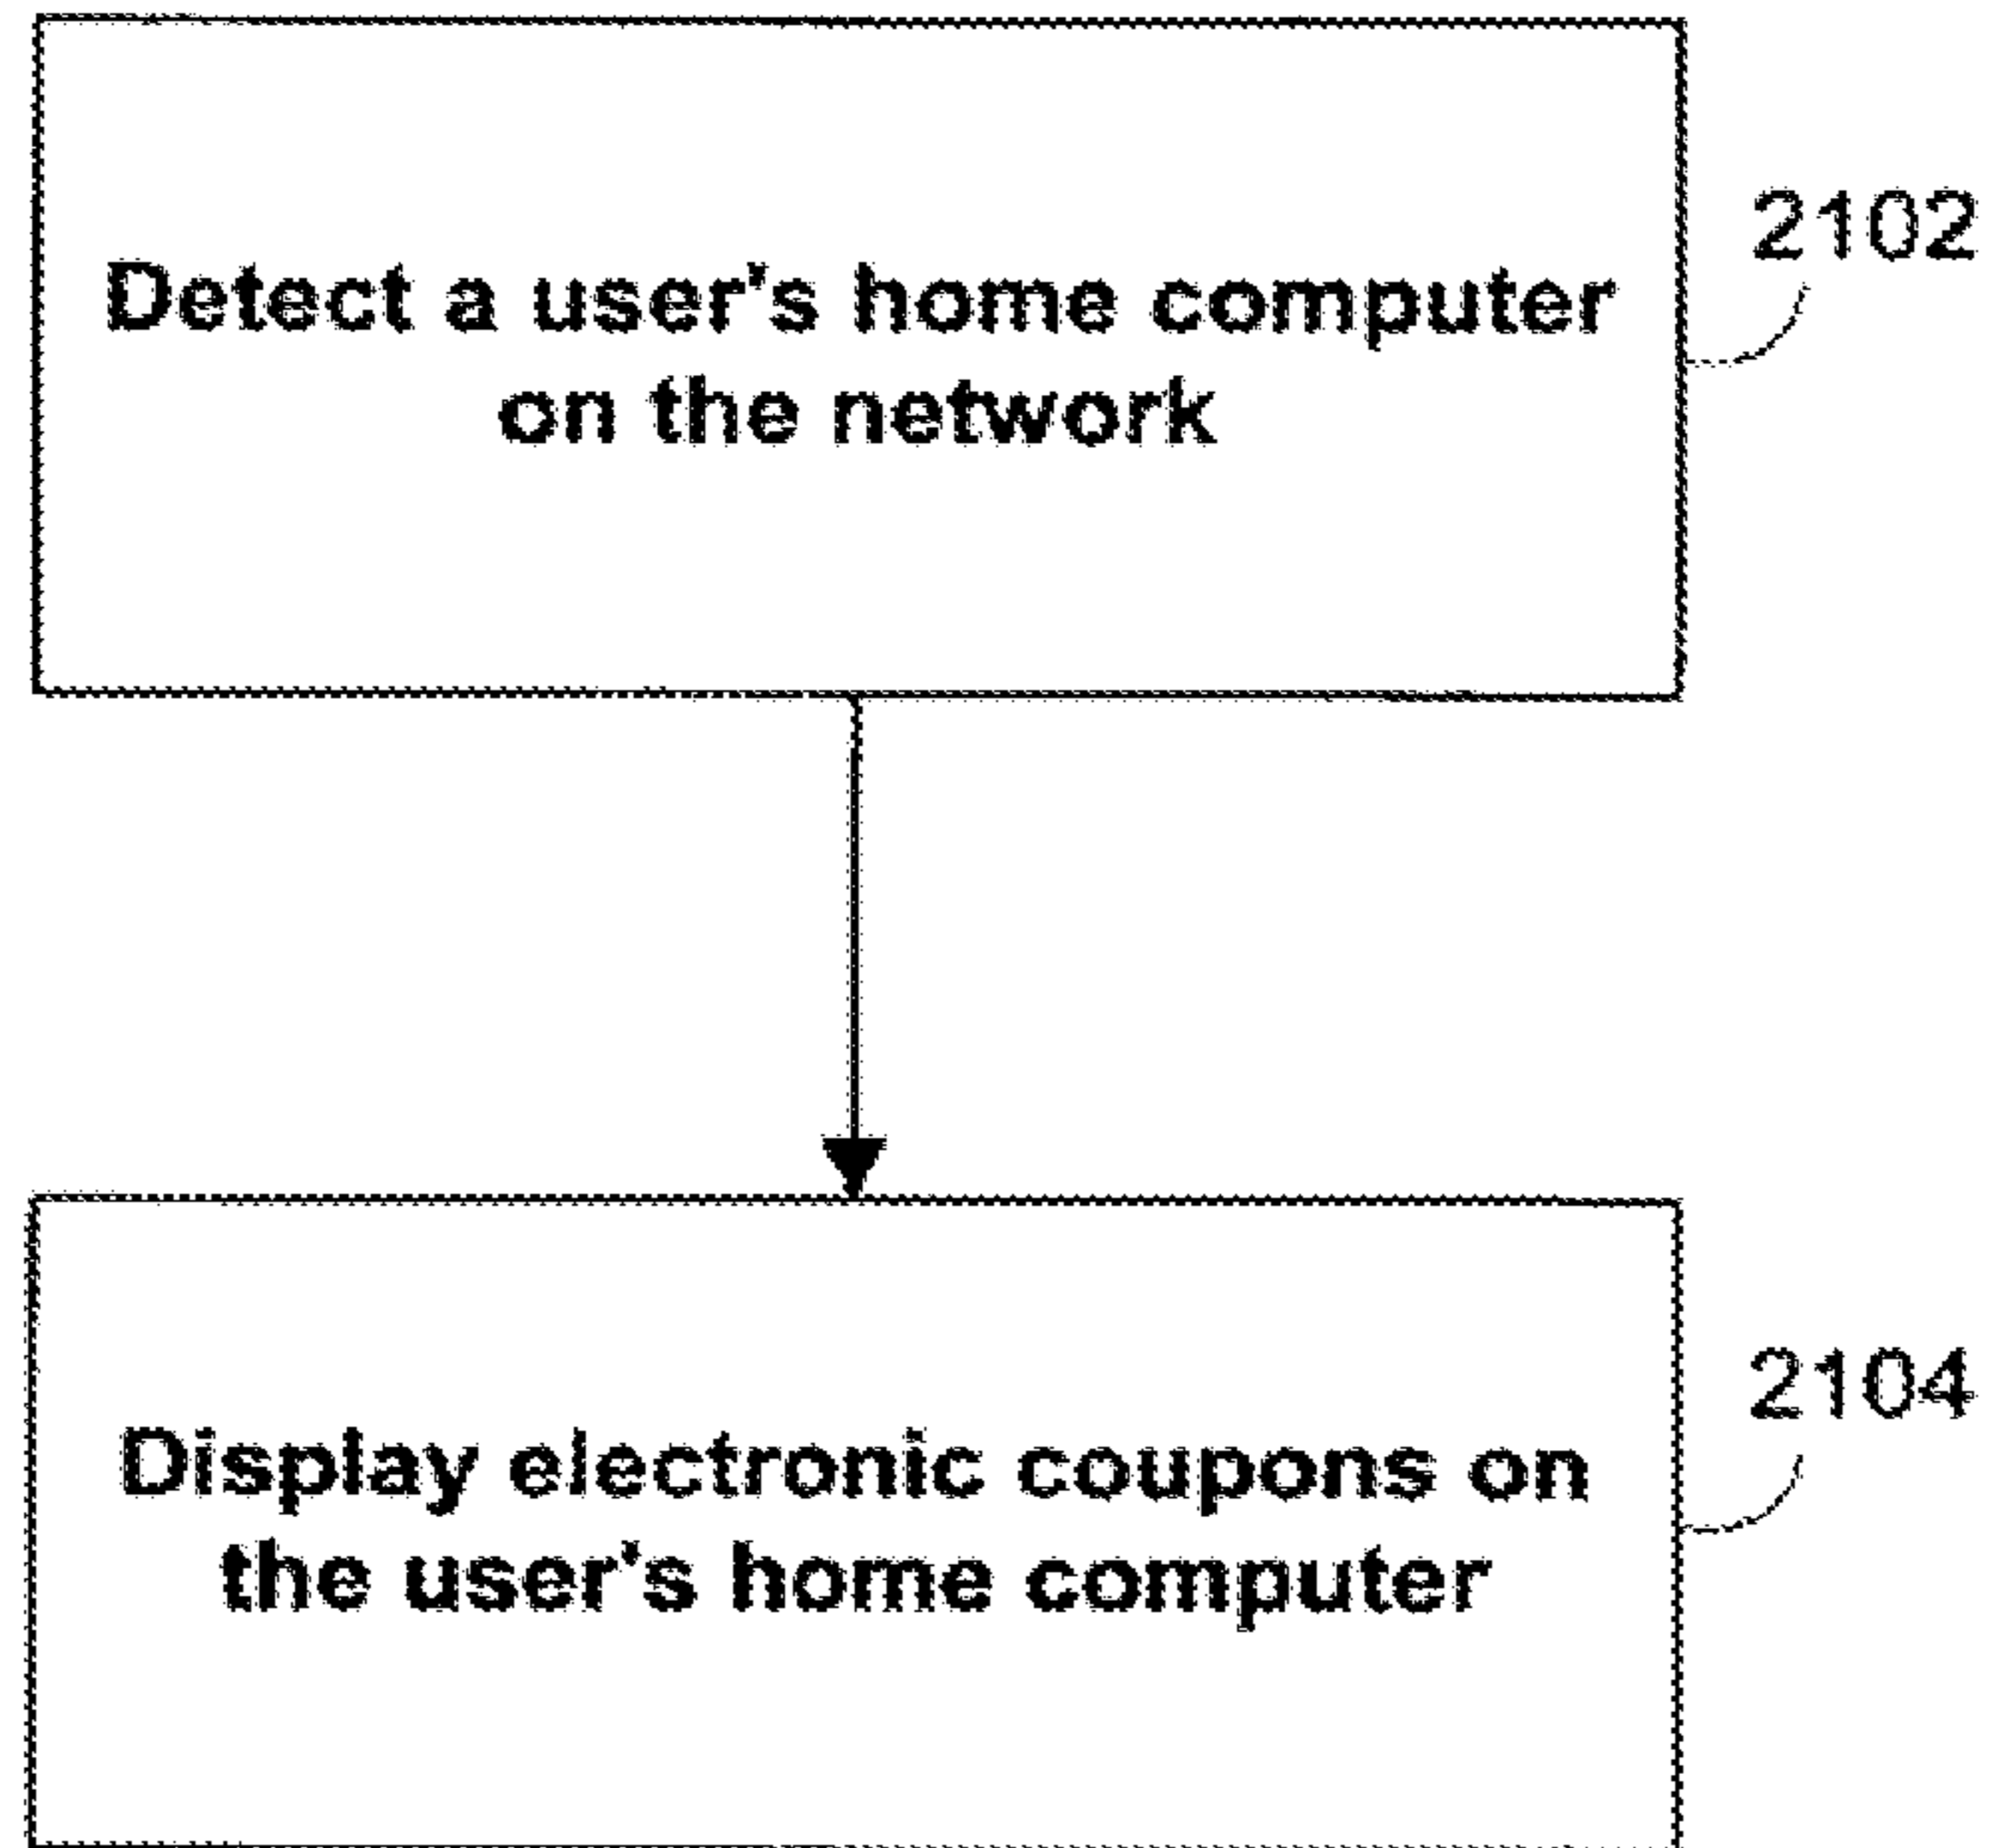 Detect a user's home computer
on the network
2102
Display electronic coupons on
the user's home computer
2104